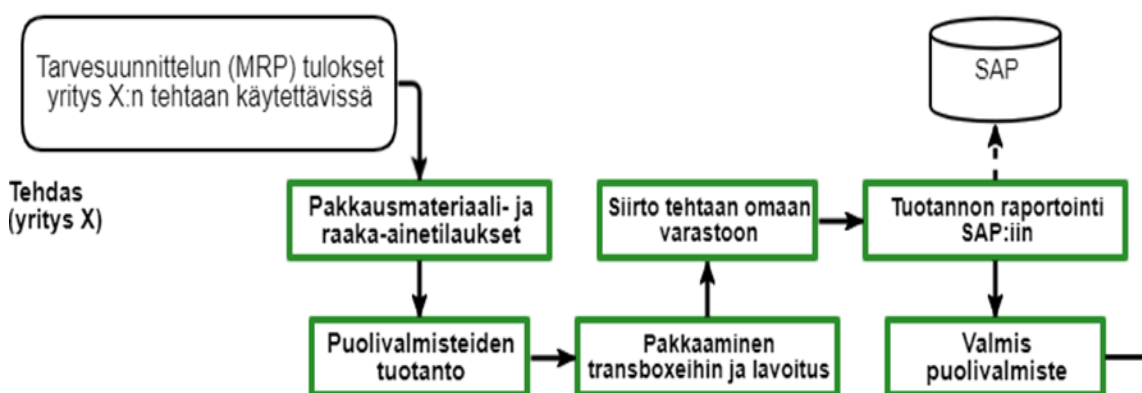 Tarvesuunnittelun (MRP) tulokset
yritys X:n tehtaan käytettävissä
SAP
Tehdas
(yritys X)
Pakkausmateriaali- ja
raaka-ainetilaukset
Siirto tehtaan omaan
varastoon
Tuotannon raportointi
SAP:iin
Puolivalmisteiden
tuotanto
Pakkaaminen
transboxeihin ja lavoitus
Valmis
puolivalmiste